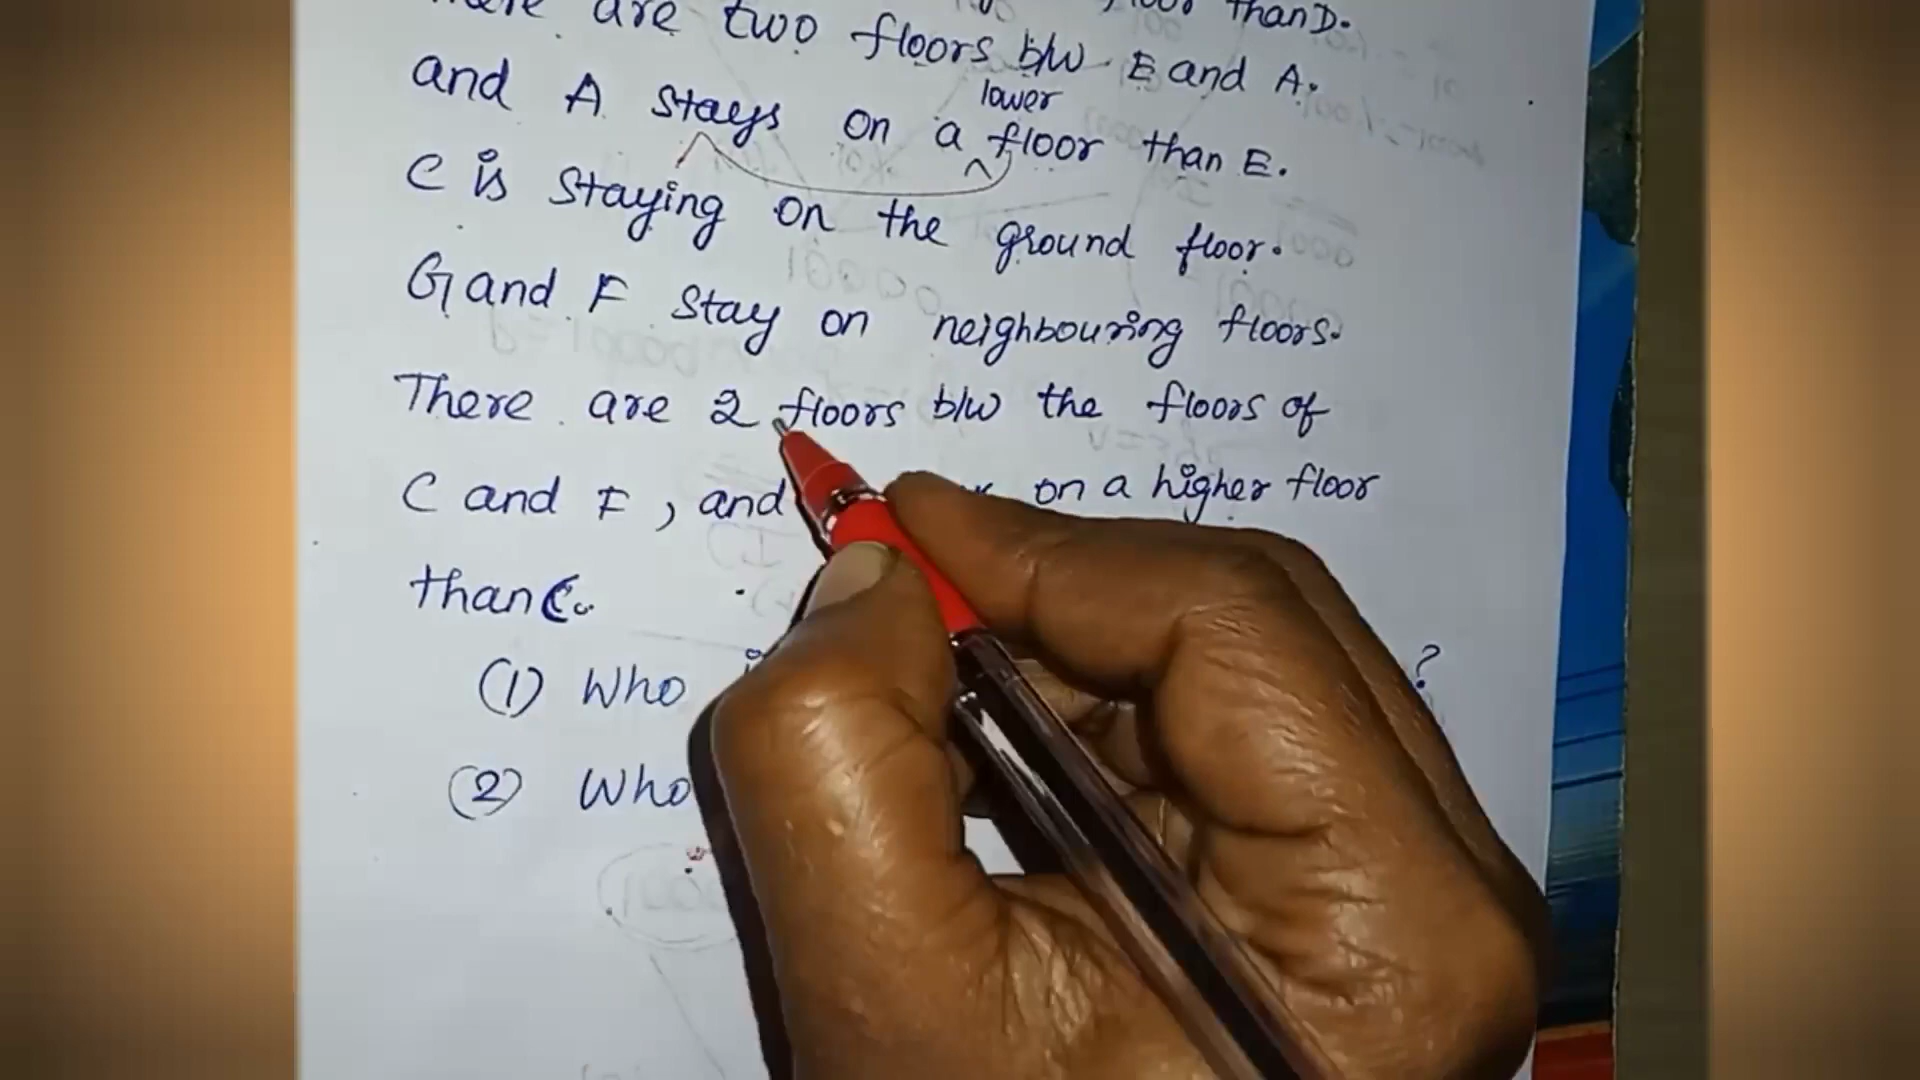 floor than D.
There are two floors b/w E and A.
and A stays on a lower floor than E.
C is staying on the ground floor.
G and F stay on neighbouring floors.
There are 2 floors b/w the floors of
C and F, and on a higher floor
than C.
(1) Who ?
(2) Who